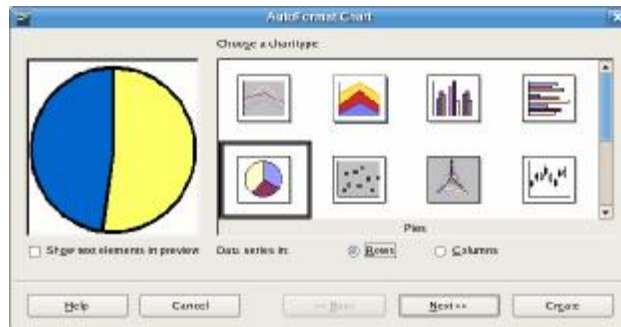 AutoFormat Chart
Choose a chart type
Pies
Show text elements in preview
Data series in:
Rows
Columns
Help
Cancel
<< Back
Next >>
Create